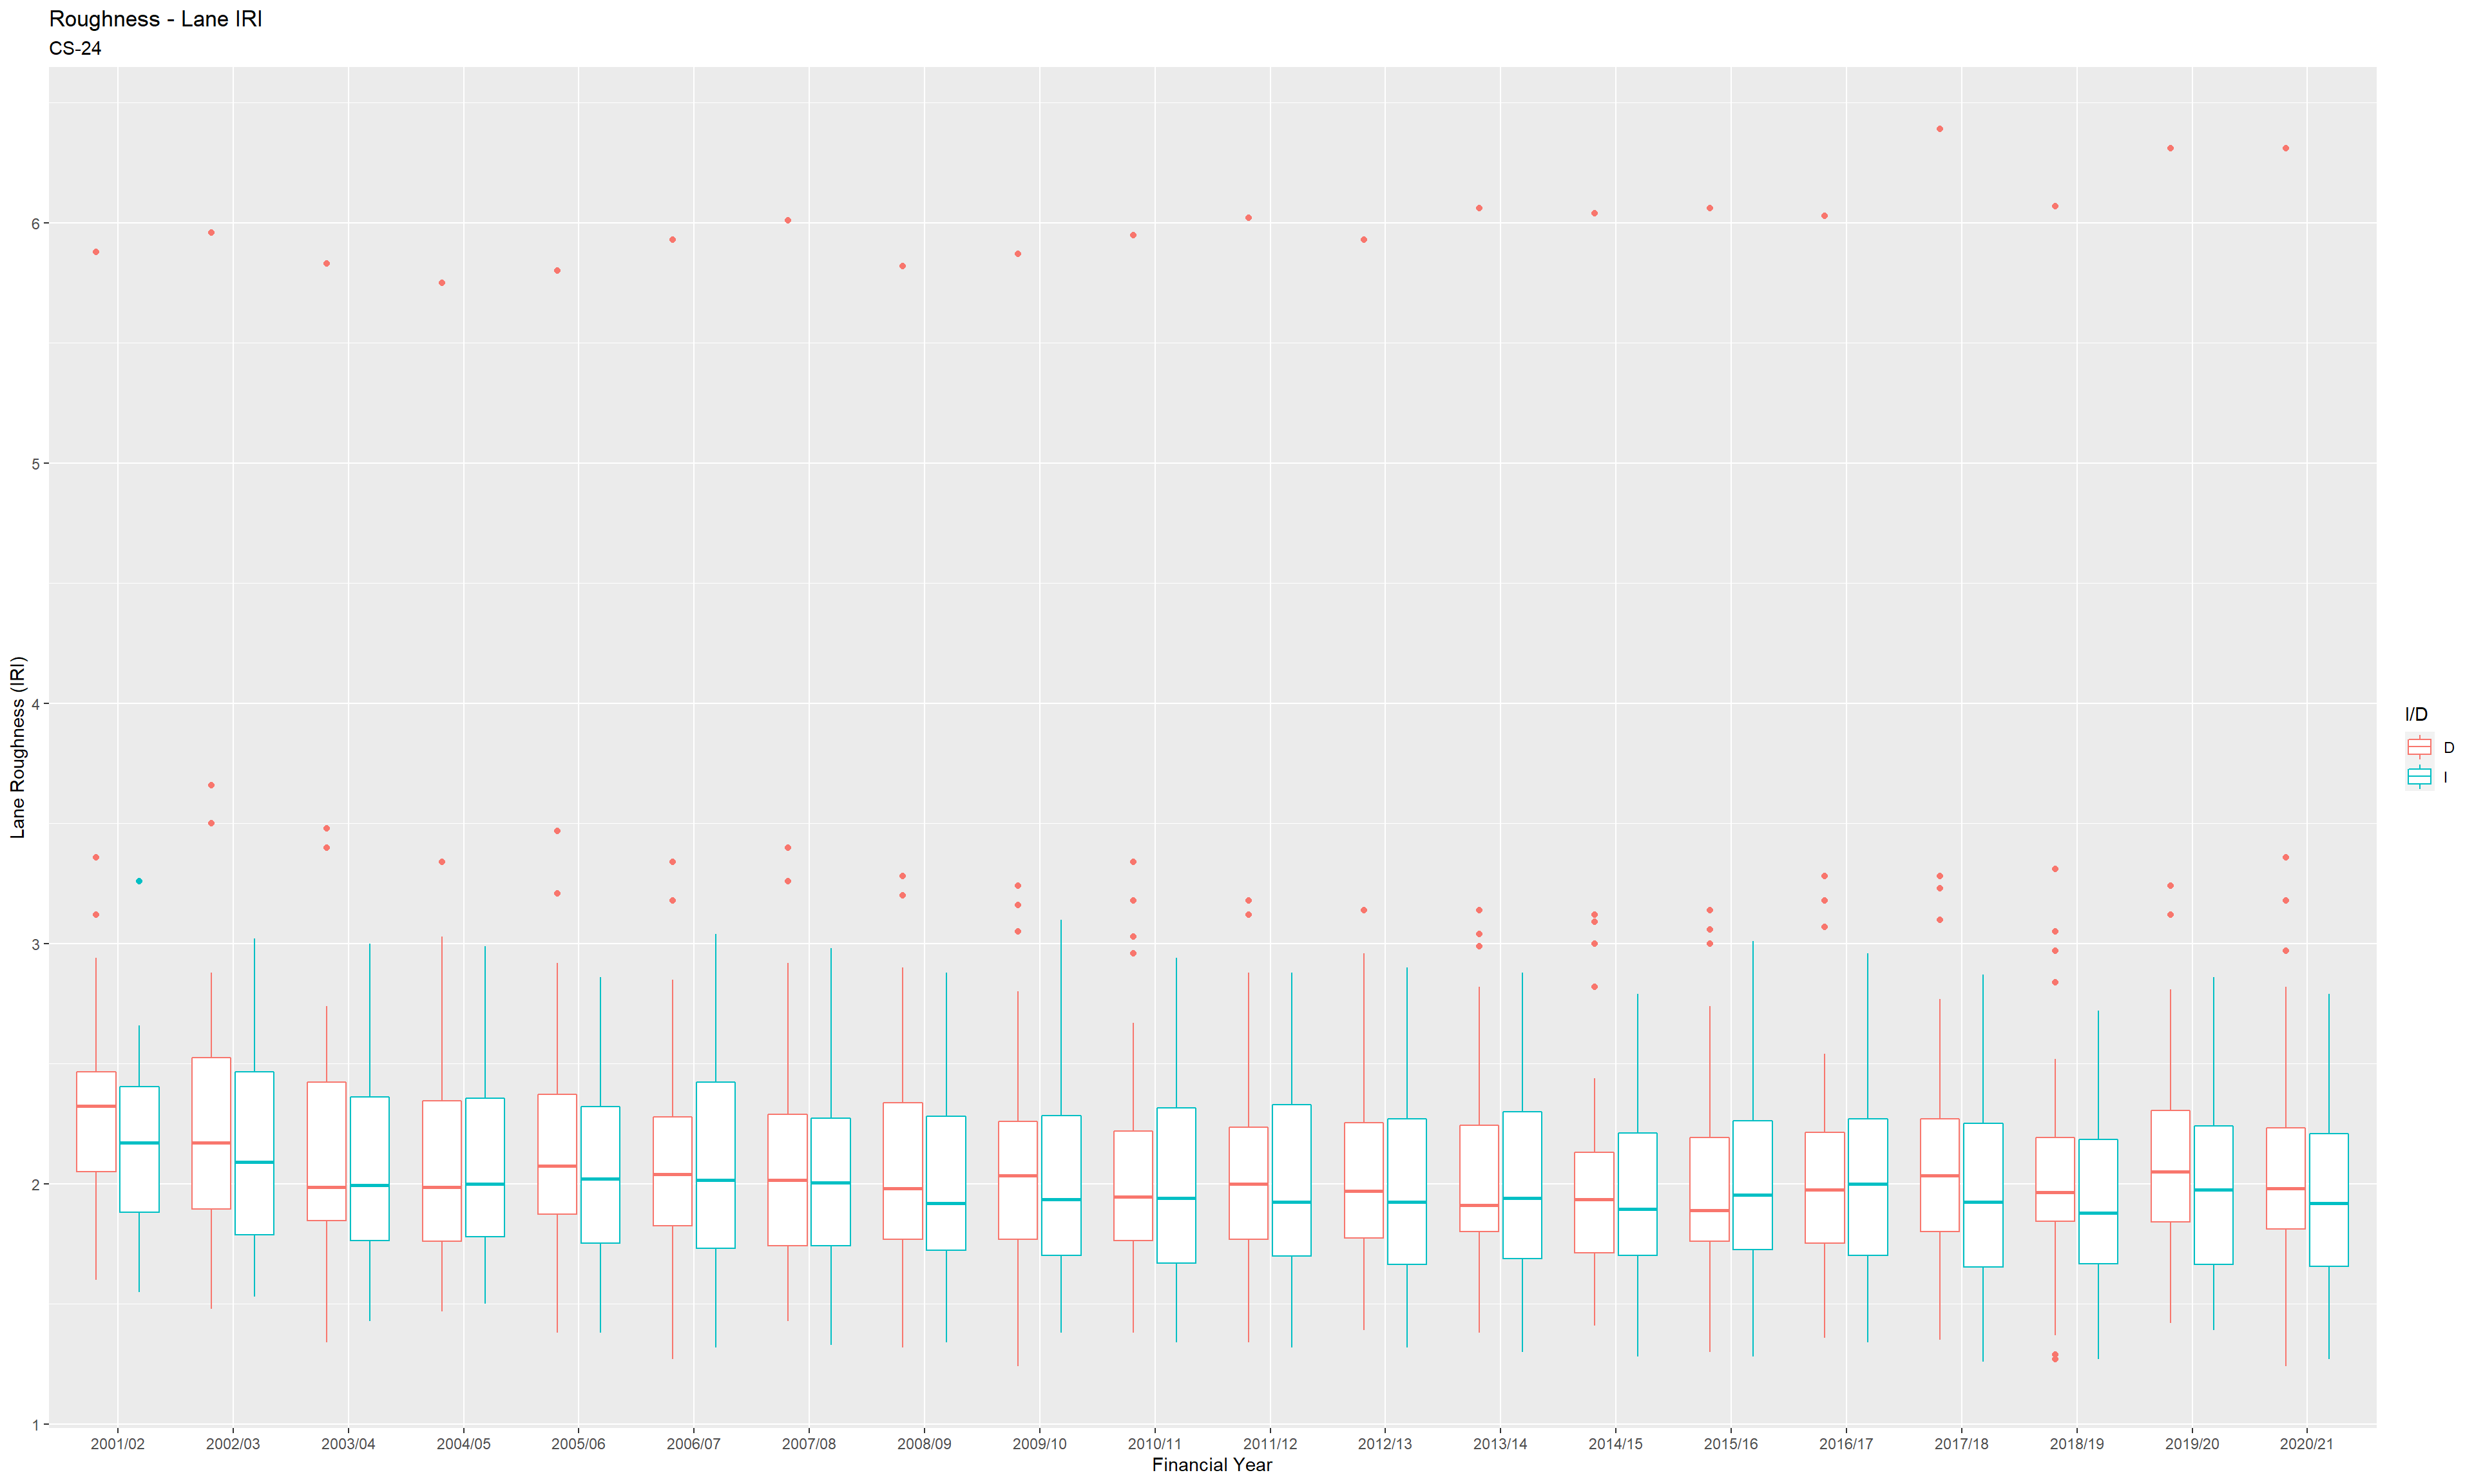 Roughness - Lane IRI
CS-24
Lane Roughness (IRI)
6
5
4
3
2
1
2001/02 2002/03 2003/04 2004/05 2005/06 2006/07 2007/08 2008/09 2009/10 2010/11 2011/12 2012/13 2013/14 2014/15 2015/16 2016/17 2017/18 2018/19 2019/20 2020/21
Financial Year
I/D
D
I